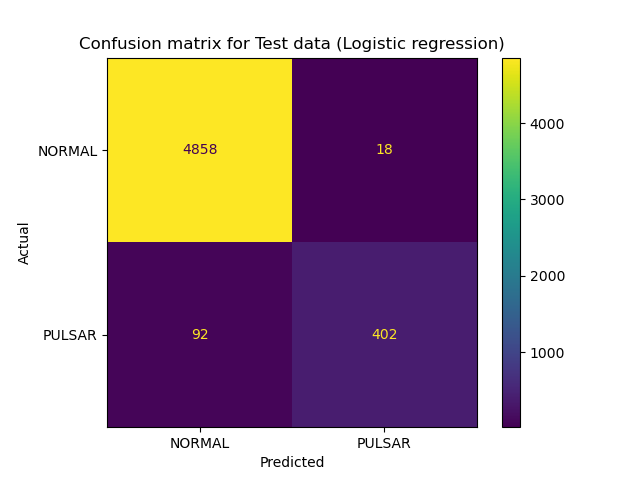 Confusion matrix for Test data (Logistic regression)
NORMAL
4858
18
4000
3000
Actual
2000
PULSAR
92
402
1000
NORMAL
PULSAR
Predicted